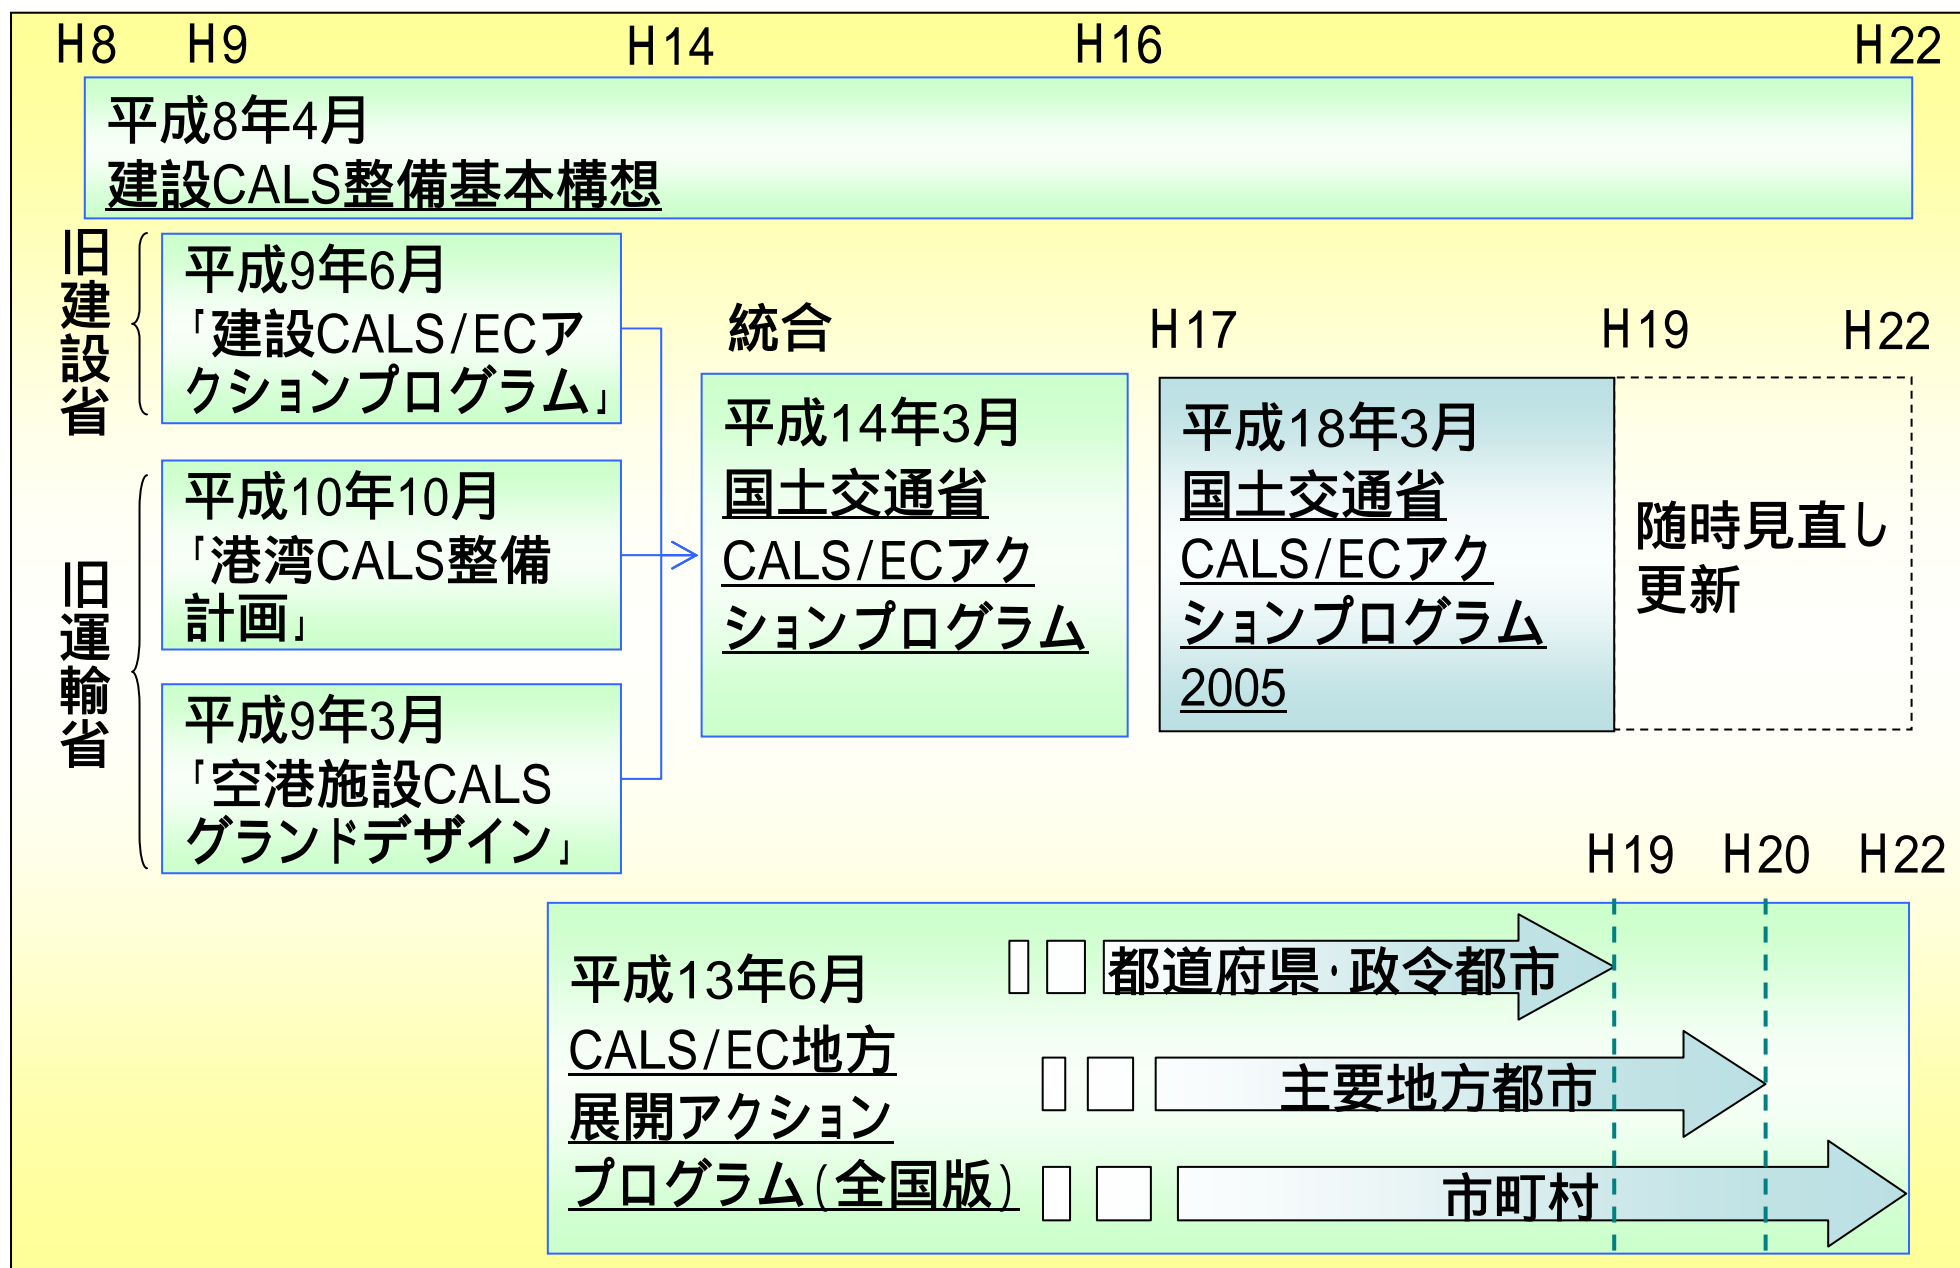 H8 H9 H14 H16 H22
平成8年4月
建設CALS整備基本構想
旧建設省
平成9年6月
「建設CALS/ECア
クションプログラム」
旧運輸省
平成10年10月
「港湾CALS整備
計画」
平成9年3月
「空港施設CALS
グランドデザイン」
統合
平成14年3月
国土交通省
CALS/ECアク
ションプログラム
H17 H19 H22
平成18年3月
国土交通省
CALS/ECアク
ションプログラム
2005
随時見直し
更新
H19 H20 H22
平成13年6月
CALS/EC地方
展開アクション
プログラム(全国版)
都道府県・政令都市
主要地方都市
市町村